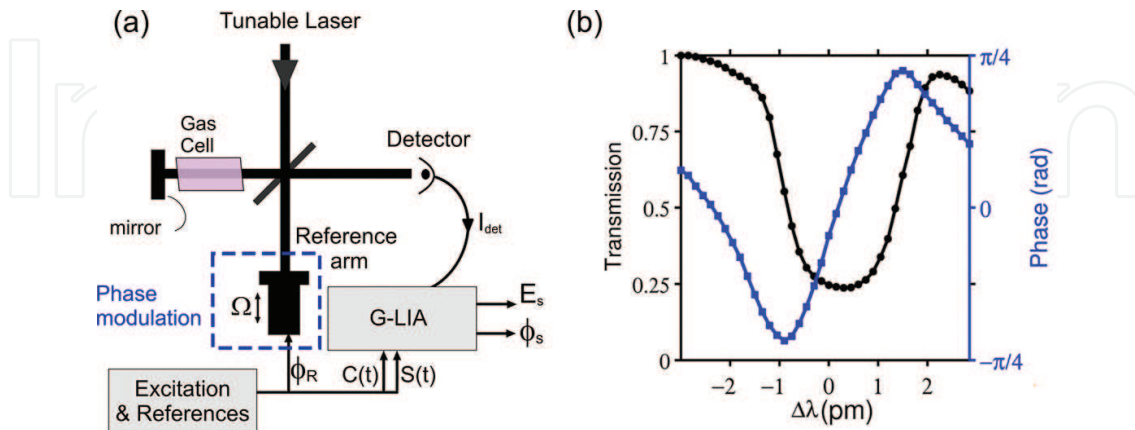 (a)
Tunable Laser
Gas
Cell
Detector
mirror
I_det
Reference
arm
Phase
modulation
Ω
G-LIA
E_s
ϕ_s
ϕ_R
C(t)
S(t)
Excitation
& References
(b)
1
0.75
0.5
0.25
0
Transmission
π/4
0
−π/4
Phase (rad)
−2
−1
0
1
2
Δλ(pm)